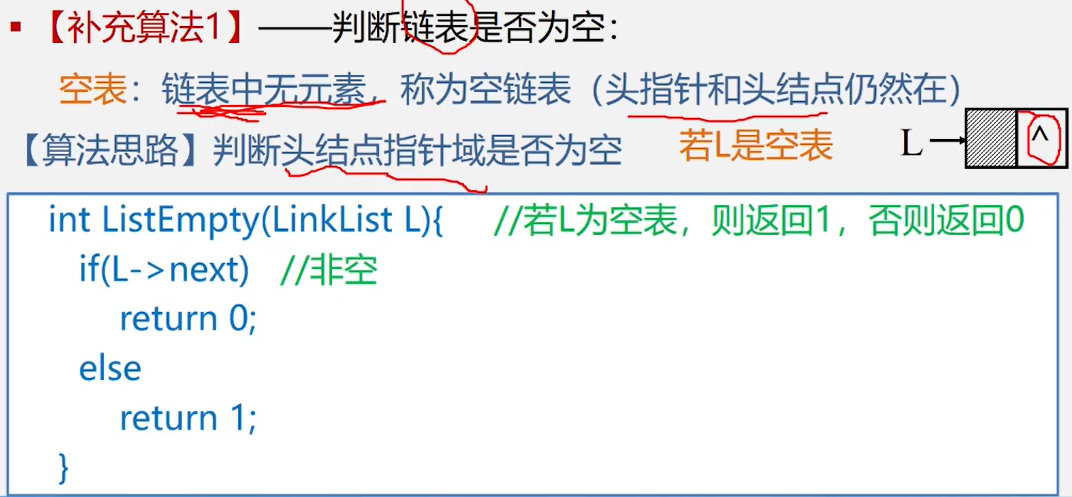 ▪ 【补充算法1】——判断链表是否为空：
空表：链表中无元素，称为空链表（头指针和头结点仍然在）
【算法思路】判断头结点指针域是否为空 若L是空表 L ^
int ListEmpty(LinkList L){ //若L为空表，则返回1，否则返回0
if(L->next) //非空
return 0;
else
return 1;
}